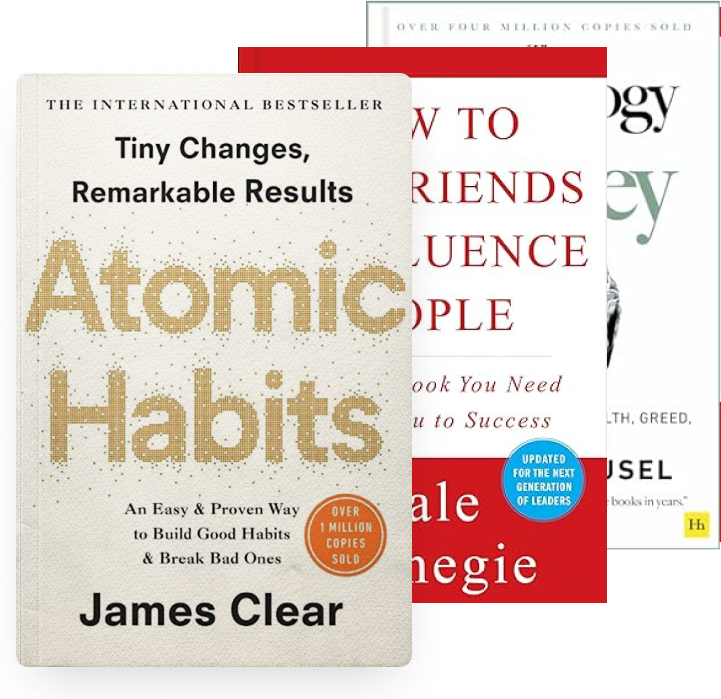 THE INTERNATIONAL BESTSELLER
Tiny Changes,
Remarkable Results
Atomic
Habits
An Easy & Proven Way
to Build Good Habits
& Break Bad Ones
OVER
1 MILLION
COPIES
SOLD
James Clear
W TO
RIENDS
LUENCE
OPLE
ook You Need
u to Success
UPDATED
FOR THE NEXT
GENERATION
OF LEADERS
ale
negie
OVER FOUR MILLION COPIES SOLD
ogy
ey
LTH, GREED,
USEL
books in years."
Hh